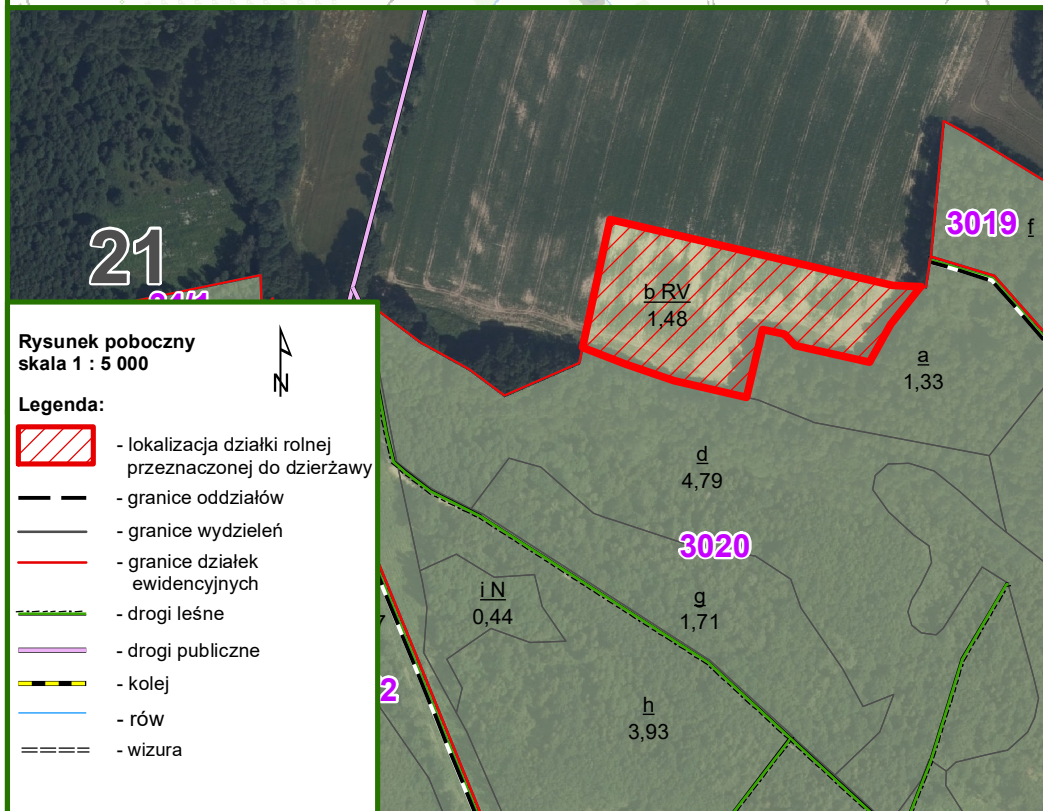 21
3019 f
b RV
1,48
a
1,33
d
4,79
3020
i N
0,44
g
1,71
h
3,93
2
Rysunek poboczny
skala 1 : 5 000
N
Legenda:
- lokalizacja działki rolnej
przeznaczonej do dzierżawy
- granice oddziałów
- granice wydzieleń
- granice działek
ewidencyjnych
- drogi leśne
- drogi publiczne
- kolej
- rów
- wizura